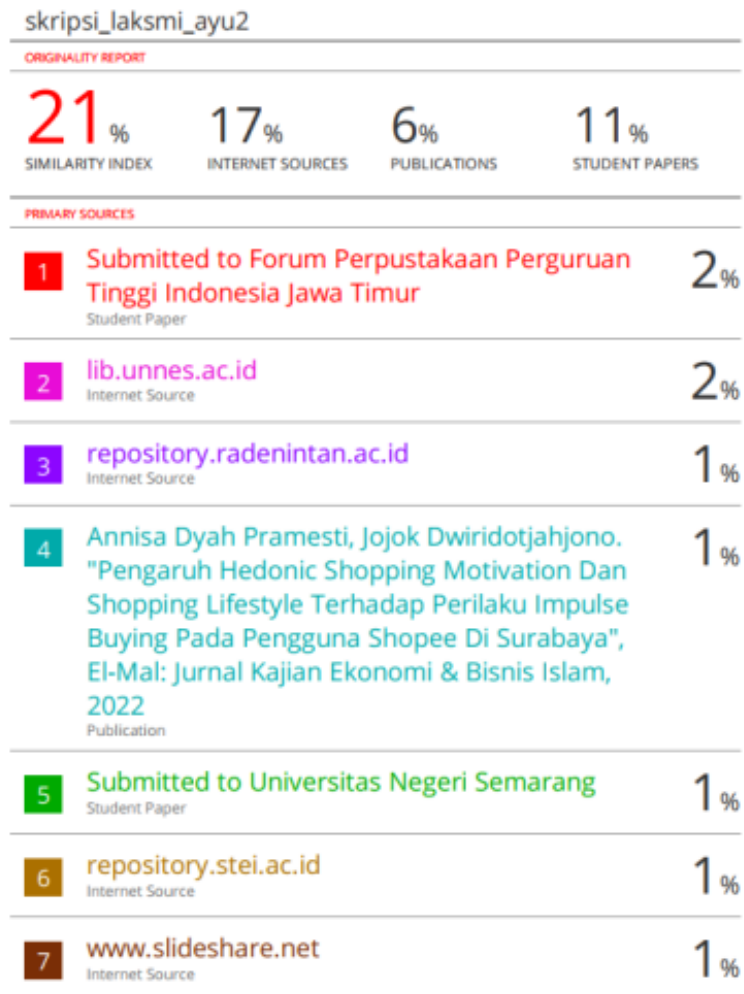 skripsi_laksmi_ayu2
ORIGINALITY REPORT
21% 17% 6% 11%
SIMILARITY INDEX INTERNET SOURCES PUBLICATIONS STUDENT PAPERS
PRIMARY SOURCES
1 Submitted to Forum Perpustakaan Perguruan 2%
Tinggi Indonesia Jawa Timur
Student Paper
2 lib.unnes.ac.id 2%
Internet Source
3 repository.radenintan.ac.id 1%
Internet Source
4 Annisa Dyah Pramesti, Jojok Dwiridotjahjono. 1%
"Pengaruh Hedonic Shopping Motivation Dan
Shopping Lifestyle Terhadap Perilaku Impulse
Buying Pada Pengguna Shopee Di Surabaya",
El-Mal: Jurnal Kajian Ekonomi & Bisnis Islam,
2022
Publication
5 Submitted to Universitas Negeri Semarang 1%
Student Paper
6 repository.stei.ac.id 1%
Internet Source
7 www.slideshare.net 1%
Internet Source